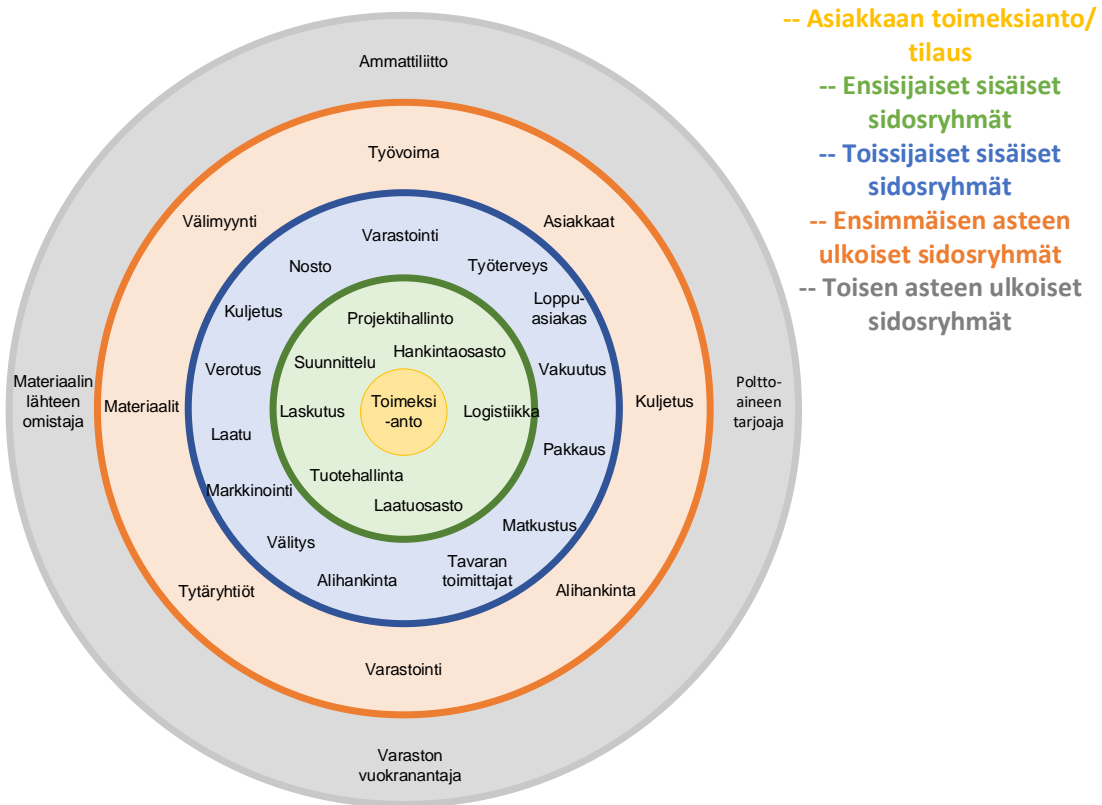 -- Asiakkaan toimeksianto/
tilaus
-- Ensisijaiset sisäiset
sidosryhmät
-- Toissijaiset sisäiset
sidosryhmät
-- Ensimmäisen asteen
ulkoiset sidosryhmät
-- Toisen asteen ulkoiset
sidosryhmät
Ammattiliitto
Työvoima
Välimyynti
Asiakkaat
Varastointi
Nosto
Työterveys
Kuljetus
Loppu-
asiakas
Projektihallinto
Hankintaosasto
Suunnittelu
Verotus
Vakuutus
Materiaalin
lähteen
omistaja
Materiaalit
Laskutus
Toimeksi
-anto
Logistiikka
Kuljetus
Poltto-
aineen
tarjoaja
Laatu
Pakkaus
Tuotehallinta
Markkinointi
Laatuosasto
Matkustus
Välitys
Tavaran
toimittajat
Alihankinta
Tytäryhtiöt
Alihankinta
Varastointi
Varaston
vuokranantaja